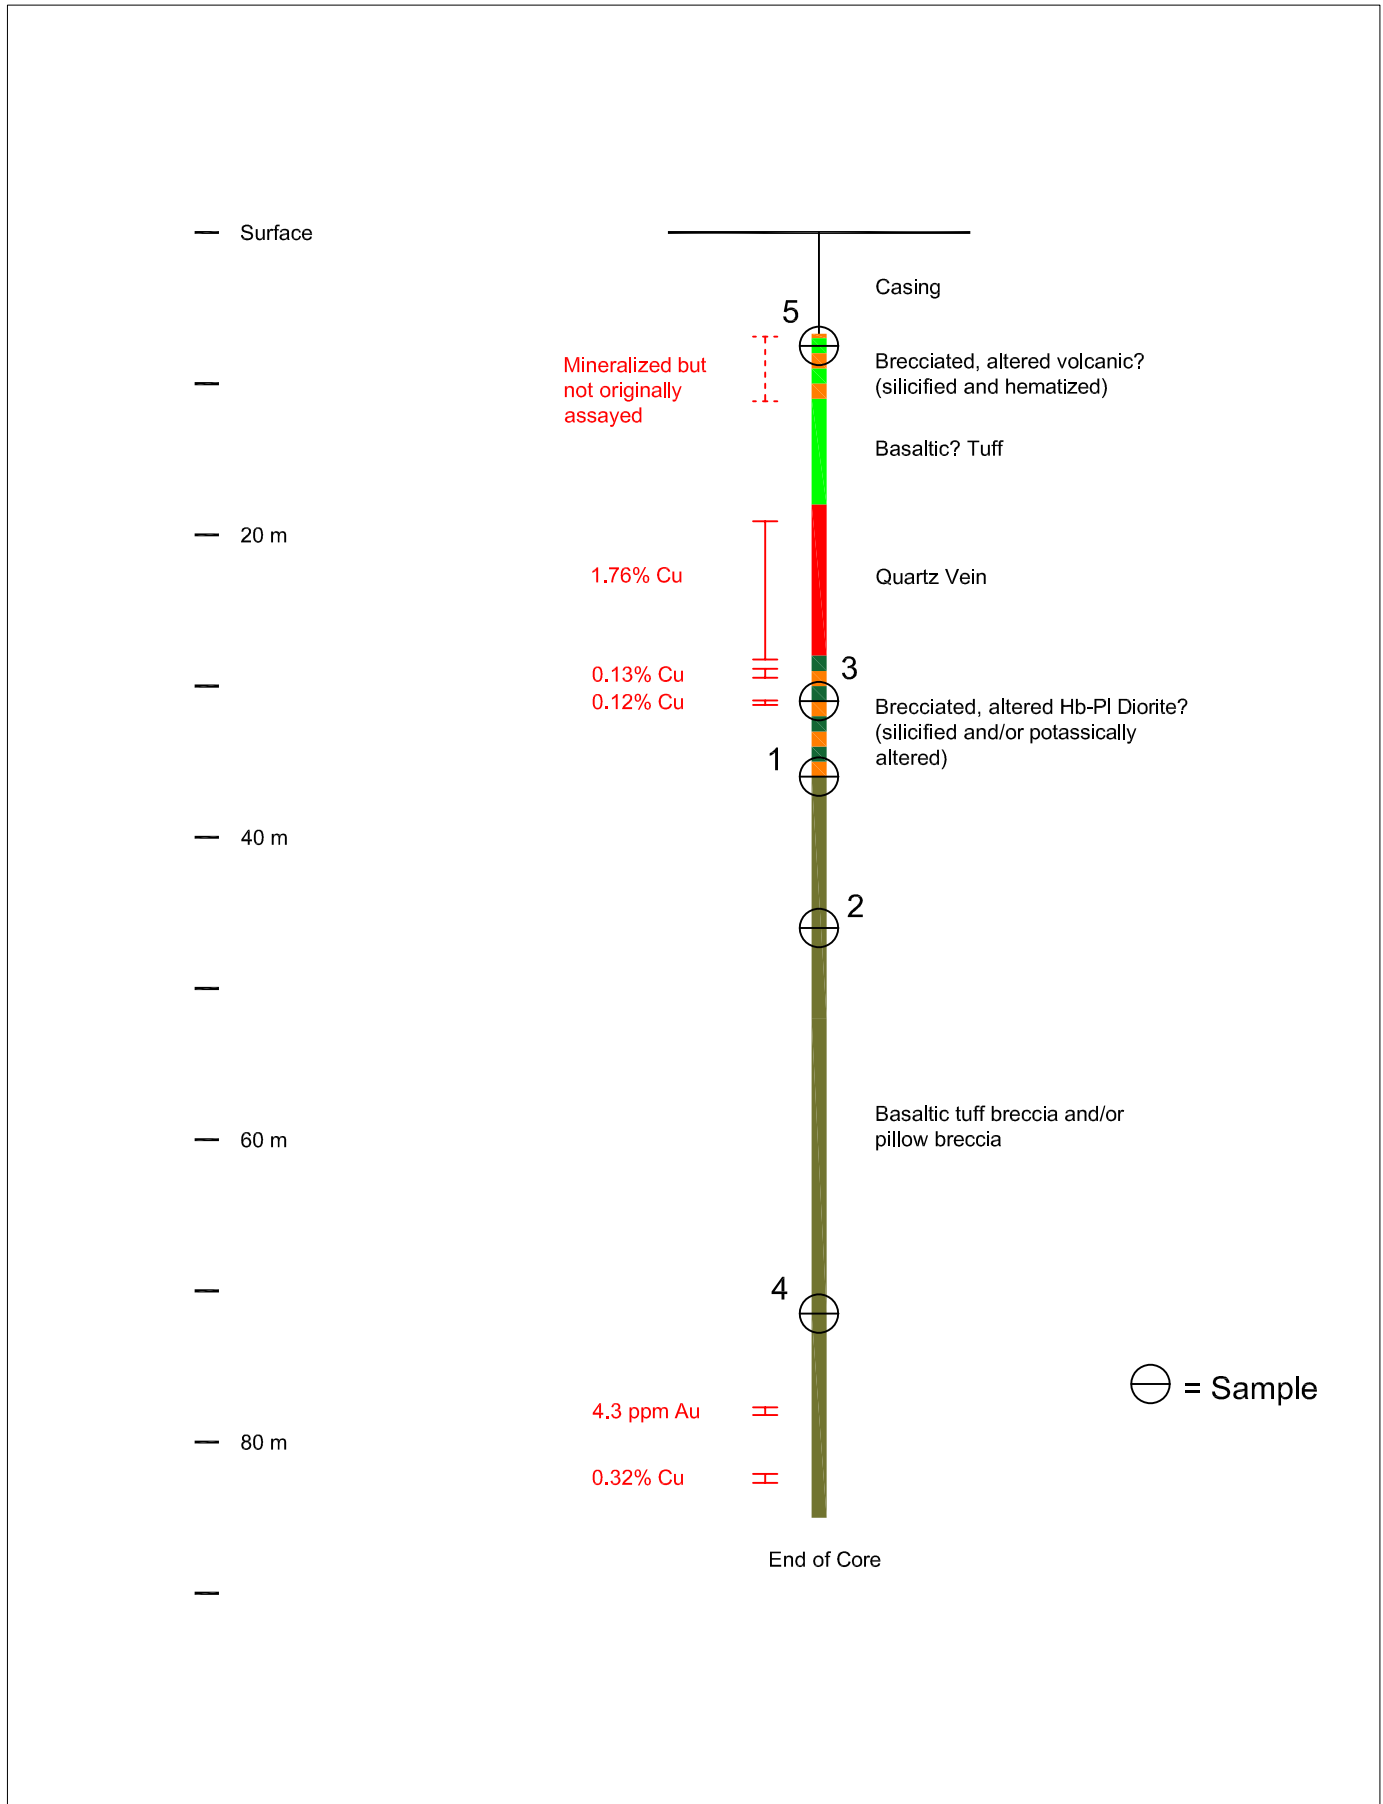 Surface
Casing
5
Mineralized but
not originally
assayed
Brecciated, altered volcanic?
(silicified and hematized)
Basaltic? Tuff
20 m
1.76% Cu
Quartz Vein
3
0.13% Cu
0.12% Cu
Brecciated, altered Hb-Pl Diorite?
(silicified and/or potassically
altered)
1
40 m
2
Basaltic tuff breccia and/or
pillow breccia
60 m
4
= Sample
4.3 ppm Au
80 m
0.32% Cu
End of Core